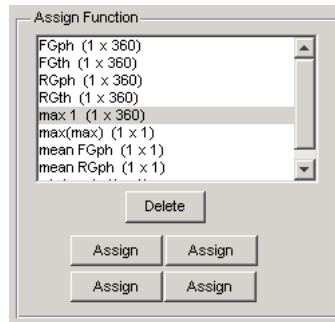 Assign Function
FGph (1 x 360)
FGth (1 x 360)
RGph (1 x 360)
RGth (1 x 360)
max 1 (1 x 360)
max(max) (1 x 1)
mean FGph (1 x 1)
mean RGph (1 x 1)
Delete
Assign Assign
Assign Assign